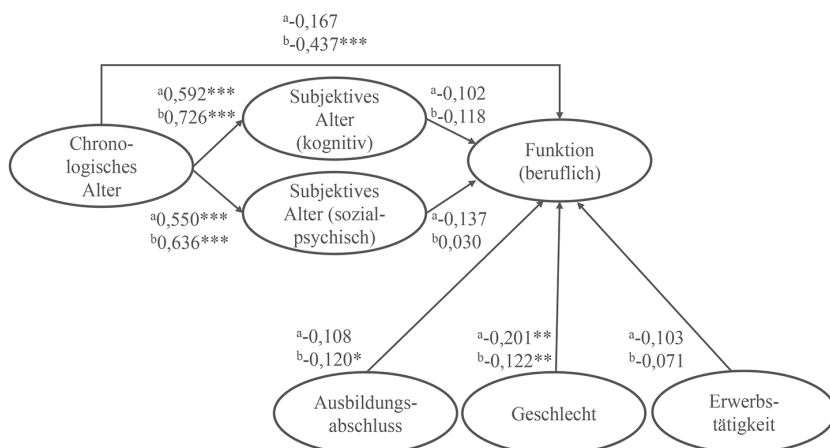 a-0,167
b-0,437***
a0,592***
b0,726***
Subjektives
Alter
(kognitiv)
a-0,102
b-0,118
Chrono-
logisches
Alter
Funktion
(beruflich)
a0,550***
b0,636***
Subjektives
Alter (sozial-
psychisch)
a-0,137
b0,030
a-0,108
b-0,120*
a-0,201**
b-0,122**
a-0,103
b-0,071
Ausbildungs-
abschluss
Geschlecht
Erwerbs-
tätigkeit